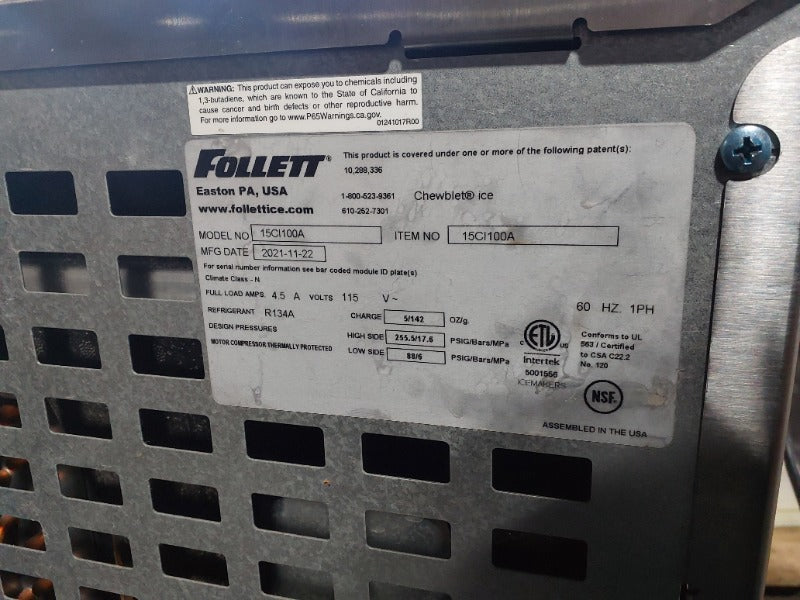 ⚠WARNING: This product can expose you to chemicals including
1,3-butadiene, which are known to the State of California to
cause cancer and birth defects or other reproductive harm.
For more information go to www.P65Warnings.ca.gov.
01241017R00
FOLLETT®
This product is covered under one or more of the following patent(s):
10,288,336
Easton PA, USA
1-800-523-9361 Chewblet® ice
www.follettice.com 610-252-7301
MODEL NO 15CI100A ITEM NO 15CI100A
MFG DATE 2021-11-22
For serial number information see bar coded module ID plate(s)
Climate Class - N
FULL LOAD AMPS. 4.5 A VOLTS 115 V~ 60 HZ. 1PH
REFRIGERANT R134A CHARGE 5/142 OZ/g
DESIGN PRESSURES HIGH SIDE 255.5/17.6 PSIG/Bars/MPa
MOTOR COMPRESSOR THERMALLY PROTECTED LOW SIDE 88/6 PSIG/Bars/MPa
C ETL US
Intertek
5001556
ICEMAKERS
Conforms to UL
563 / Certified
to CSA C22.2
No. 120
NSF.
ASSEMBLED IN THE USA